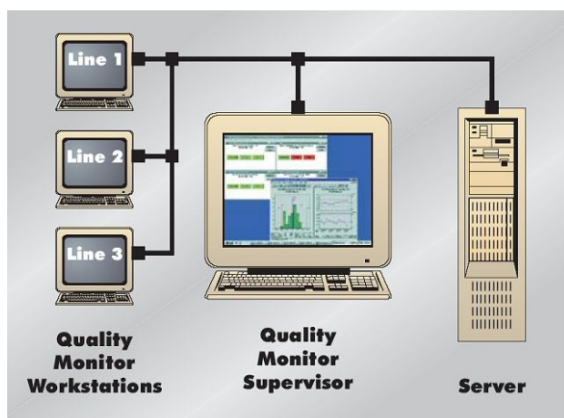 Line 1
Line 2
Line 3
Quality
Monitor
Workstations
Quality
Monitor
Supervisor
Server